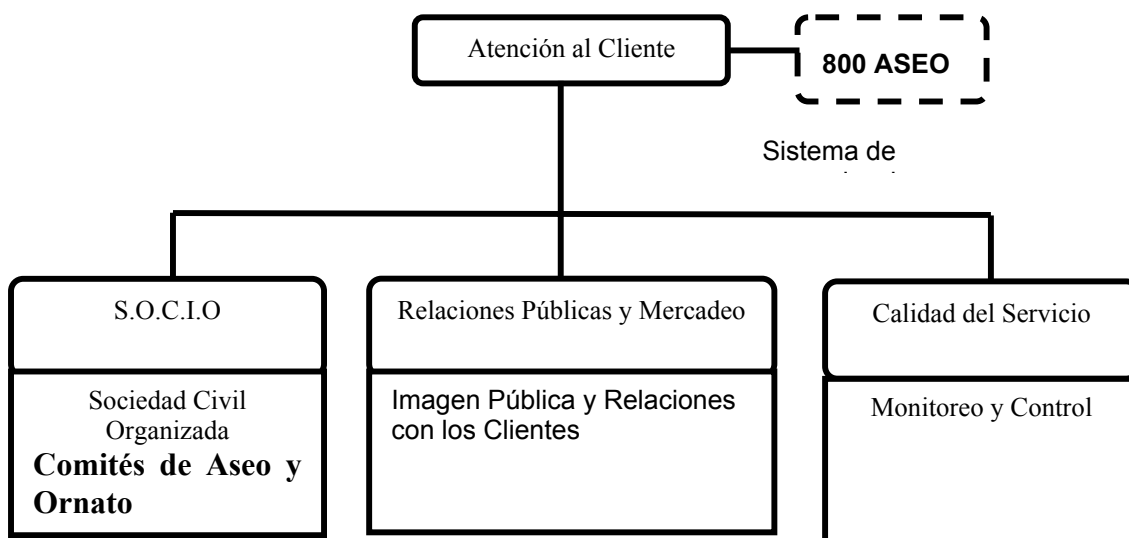 Atención al Cliente
800 ASEO
Sistema de
S.O.C.I.O
Sociedad Civil
Organizada
Comités de Aseo y
Ornato
Relaciones Públicas y Mercadeo
Imagen Pública y Relaciones
con los Clientes
Calidad del Servicio
Monitoreo y Control